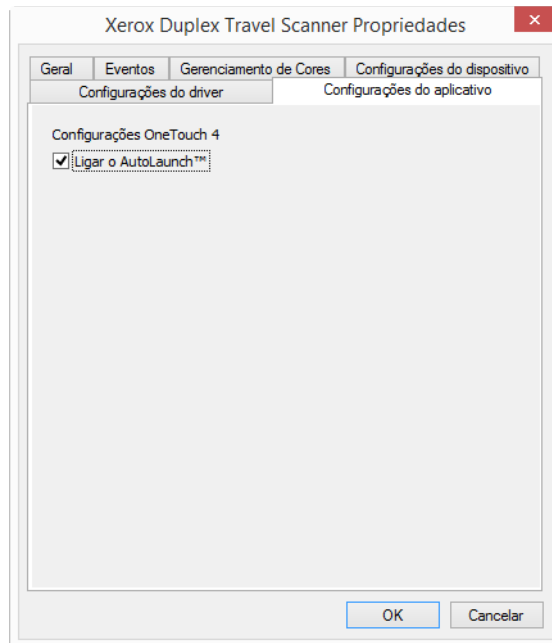 Xerox Duplex Travel Scanner Propriedades
Geral Eventos Gerenciamento de Cores Configurações do dispositivo
Configurações do driver Configurações do aplicativo
Configurações OneTouch 4
Ligar o AutoLaunch™
OK Cancelar